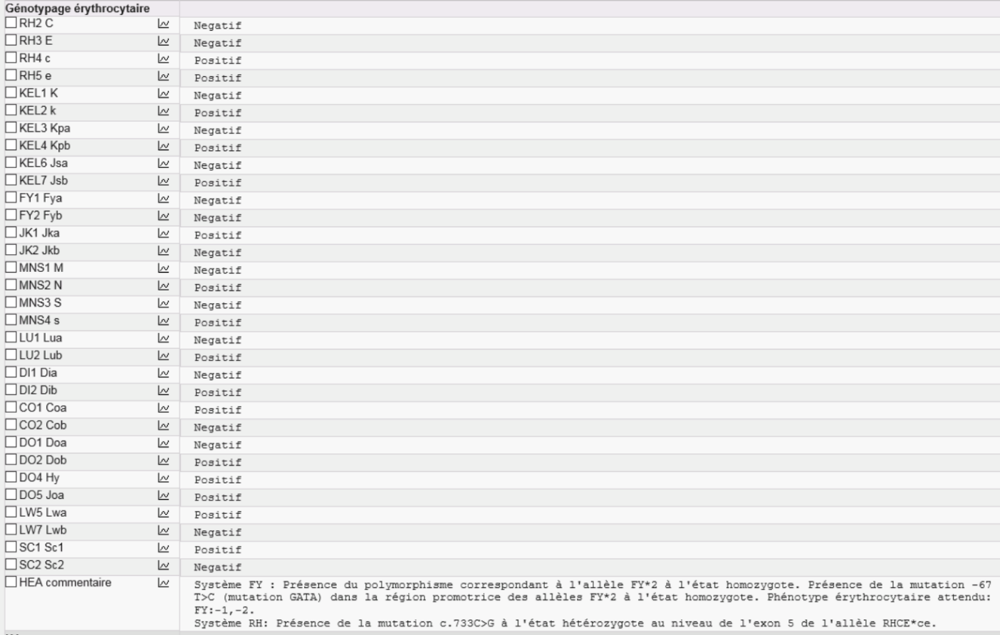 Génotypage érythrocytaire
RH2 C Negatif
RH3 E Negatif
RH4 c Positif
RH5 e Positif
KEL1 K Negatif
KEL2 k Positif
KEL3 Kpa Negatif
KEL4 Kpb Positif
KEL6 Jsa Negatif
KEL7 Jsb Positif
FY1 Fya Negatif
FY2 Fyb Negatif
JK1 Jka Positif
JK2 Jkb Negatif
MNS1 M Negatif
MNS2 N Positif
MNS3 S Negatif
MNS4 s Positif
LU1 Lua Negatif
LU2 Lub Positif
DI1 Dia Negatif
DI2 Dib Positif
CO1 Coa Positif
CO2 Cob Negatif
DO1 Doa Negatif
DO2 Dob Positif
DO4 Hy Positif
DO5 Joa Positif
LW5 Lwa Positif
LW7 Lwb Negatif
SC1 Sc1 Positif
SC2 Sc2 Negatif
HEA commentaire Système FY : Présence du polymorphisme correspondant à l'allèle FY*2 à l'état homozygote. Présence de la mutation -67
T>C (mutation GATA) dans la région promotrice des allèles FY*2 à l'état homozygote. Phénotype érythrocytaire attendu:
FY:-1,-2.
Système RH: Présence de la mutation c.733C>G à l'état hétérozygote au niveau de l'exon 5 de l'allèle RHCE*ce.